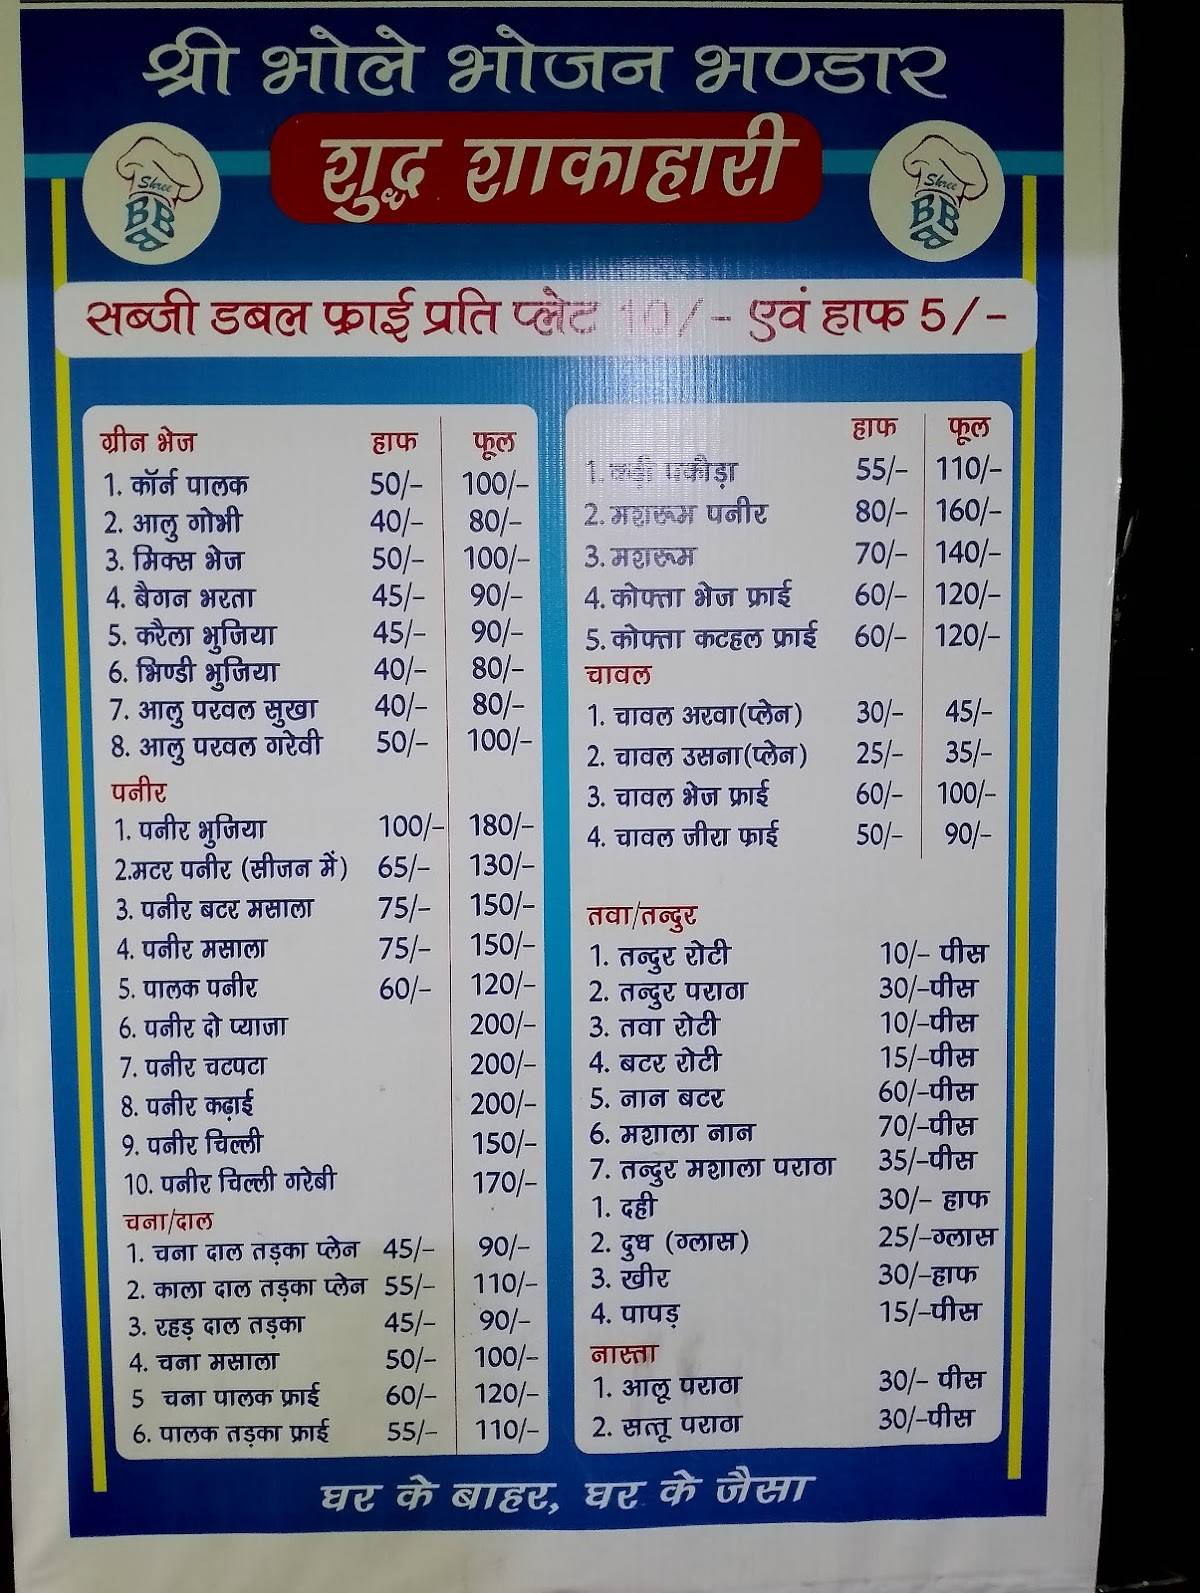 श्री भोले भोजन भण्डार
शुद्ध शाकाहारी
Shree
BBB
Shree
BBB
सब्जी डबल फ्राई प्रति प्लेट 10/- एवं हाफ 5/-
ग्रीन भेज हाफ फूल
1. कॉर्न पालक 50/- 100/-
2. आलु गोभी 40/- 80/-
3. मिक्स भेज 50/- 100/-
4. बैगन भरता 45/- 90/-
5. करैला भुजिया 45/- 90/-
6. भिण्डी भुजिया 40/- 80/-
7. आलु परवल सुखा 40/- 80/-
8. आलु परवल गरेवी 50/- 100/-
पनीर
1. पनीर भुजिया 100/- 180/-
2.मटर पनीर (सीजन में) 65/- 130/-
3. पनीर बटर मसाला 75/- 150/-
4. पनीर मसाला 75/- 150/-
5. पालक पनीर 60/- 120/-
6. पनीर दो प्याजा 200/-
7. पनीर चटपटा 200/-
8. पनीर कढ़ाई 200/-
9. पनीर चिल्ली 150/-
10. पनीर चिल्ली गरेबी 170/-
चना/दाल
1. चना दाल तड़का प्लेन 45/- 90/-
2. काला दाल तड़का प्लेन 55/- 110/-
3. रहड़ दाल तड़का 45/- 90/-
4. चना मसाला 50/- 100/-
5 चना पालक फ्राई 60/- 120/-
6. पालक तड़का फ्राई 55/- 110/-
हाफ फूल
1. कढ़ी पकौड़ा 55/- 110/-
2. मशरूम पनीर 80/- 160/-
3. मशरूम 70/- 140/-
4. कोफ्ता भेज फ्राई 60/- 120/-
5. कोफ्ता कटहल फ्राई 60/- 120/-
चावल
1. चावल अरवा(प्लेन) 30/- 45/-
2. चावल उसना(प्लेन) 25/- 35/-
3. चावल भेज फ्राई 60/- 100/-
4. चावल जीरा फ्राई 50/- 90/-
तवा/तन्दुर
1. तन्दुर रोटी 10/- पीस
2. तन्दुर पराठा 30/-पीस
3. तवा रोटी 10/-पीस
4. बटर रोटी 15/-पीस
5. नान बटर 60/-पीस
6. मशाला नान 70/-पीस
7. तन्दुर मशाला पराठा 35/-पीस
1. दही 30/- हाफ
2. दुध (ग्लास) 25/-ग्लास
3. खीर 30/-हाफ
4. पापड़ 15/-पीस
नास्ता
1. आलू पराठा 30/- पीस
2. सत्तू पराठा 30/-पीस
घर के बाहर, घर के जैसा